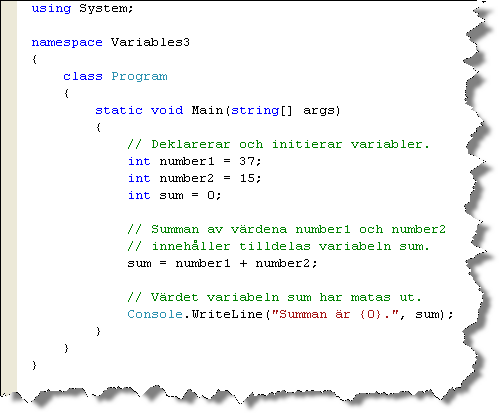 using System;
namespace Variables3
{
class Program
{
static void Main(string[] args)
{
// Deklarerar och initierar variabler.
int number1 = 37;
int number2 = 15;
int sum = 0;
// Summan av värdena number1 och number2
// innehåller tilldelas variabeln sum.
sum = number1 + number2;
// Värdet variabeln sum har matas ut.
Console.WriteLine("Summan är {0}.", sum);
}
}
}